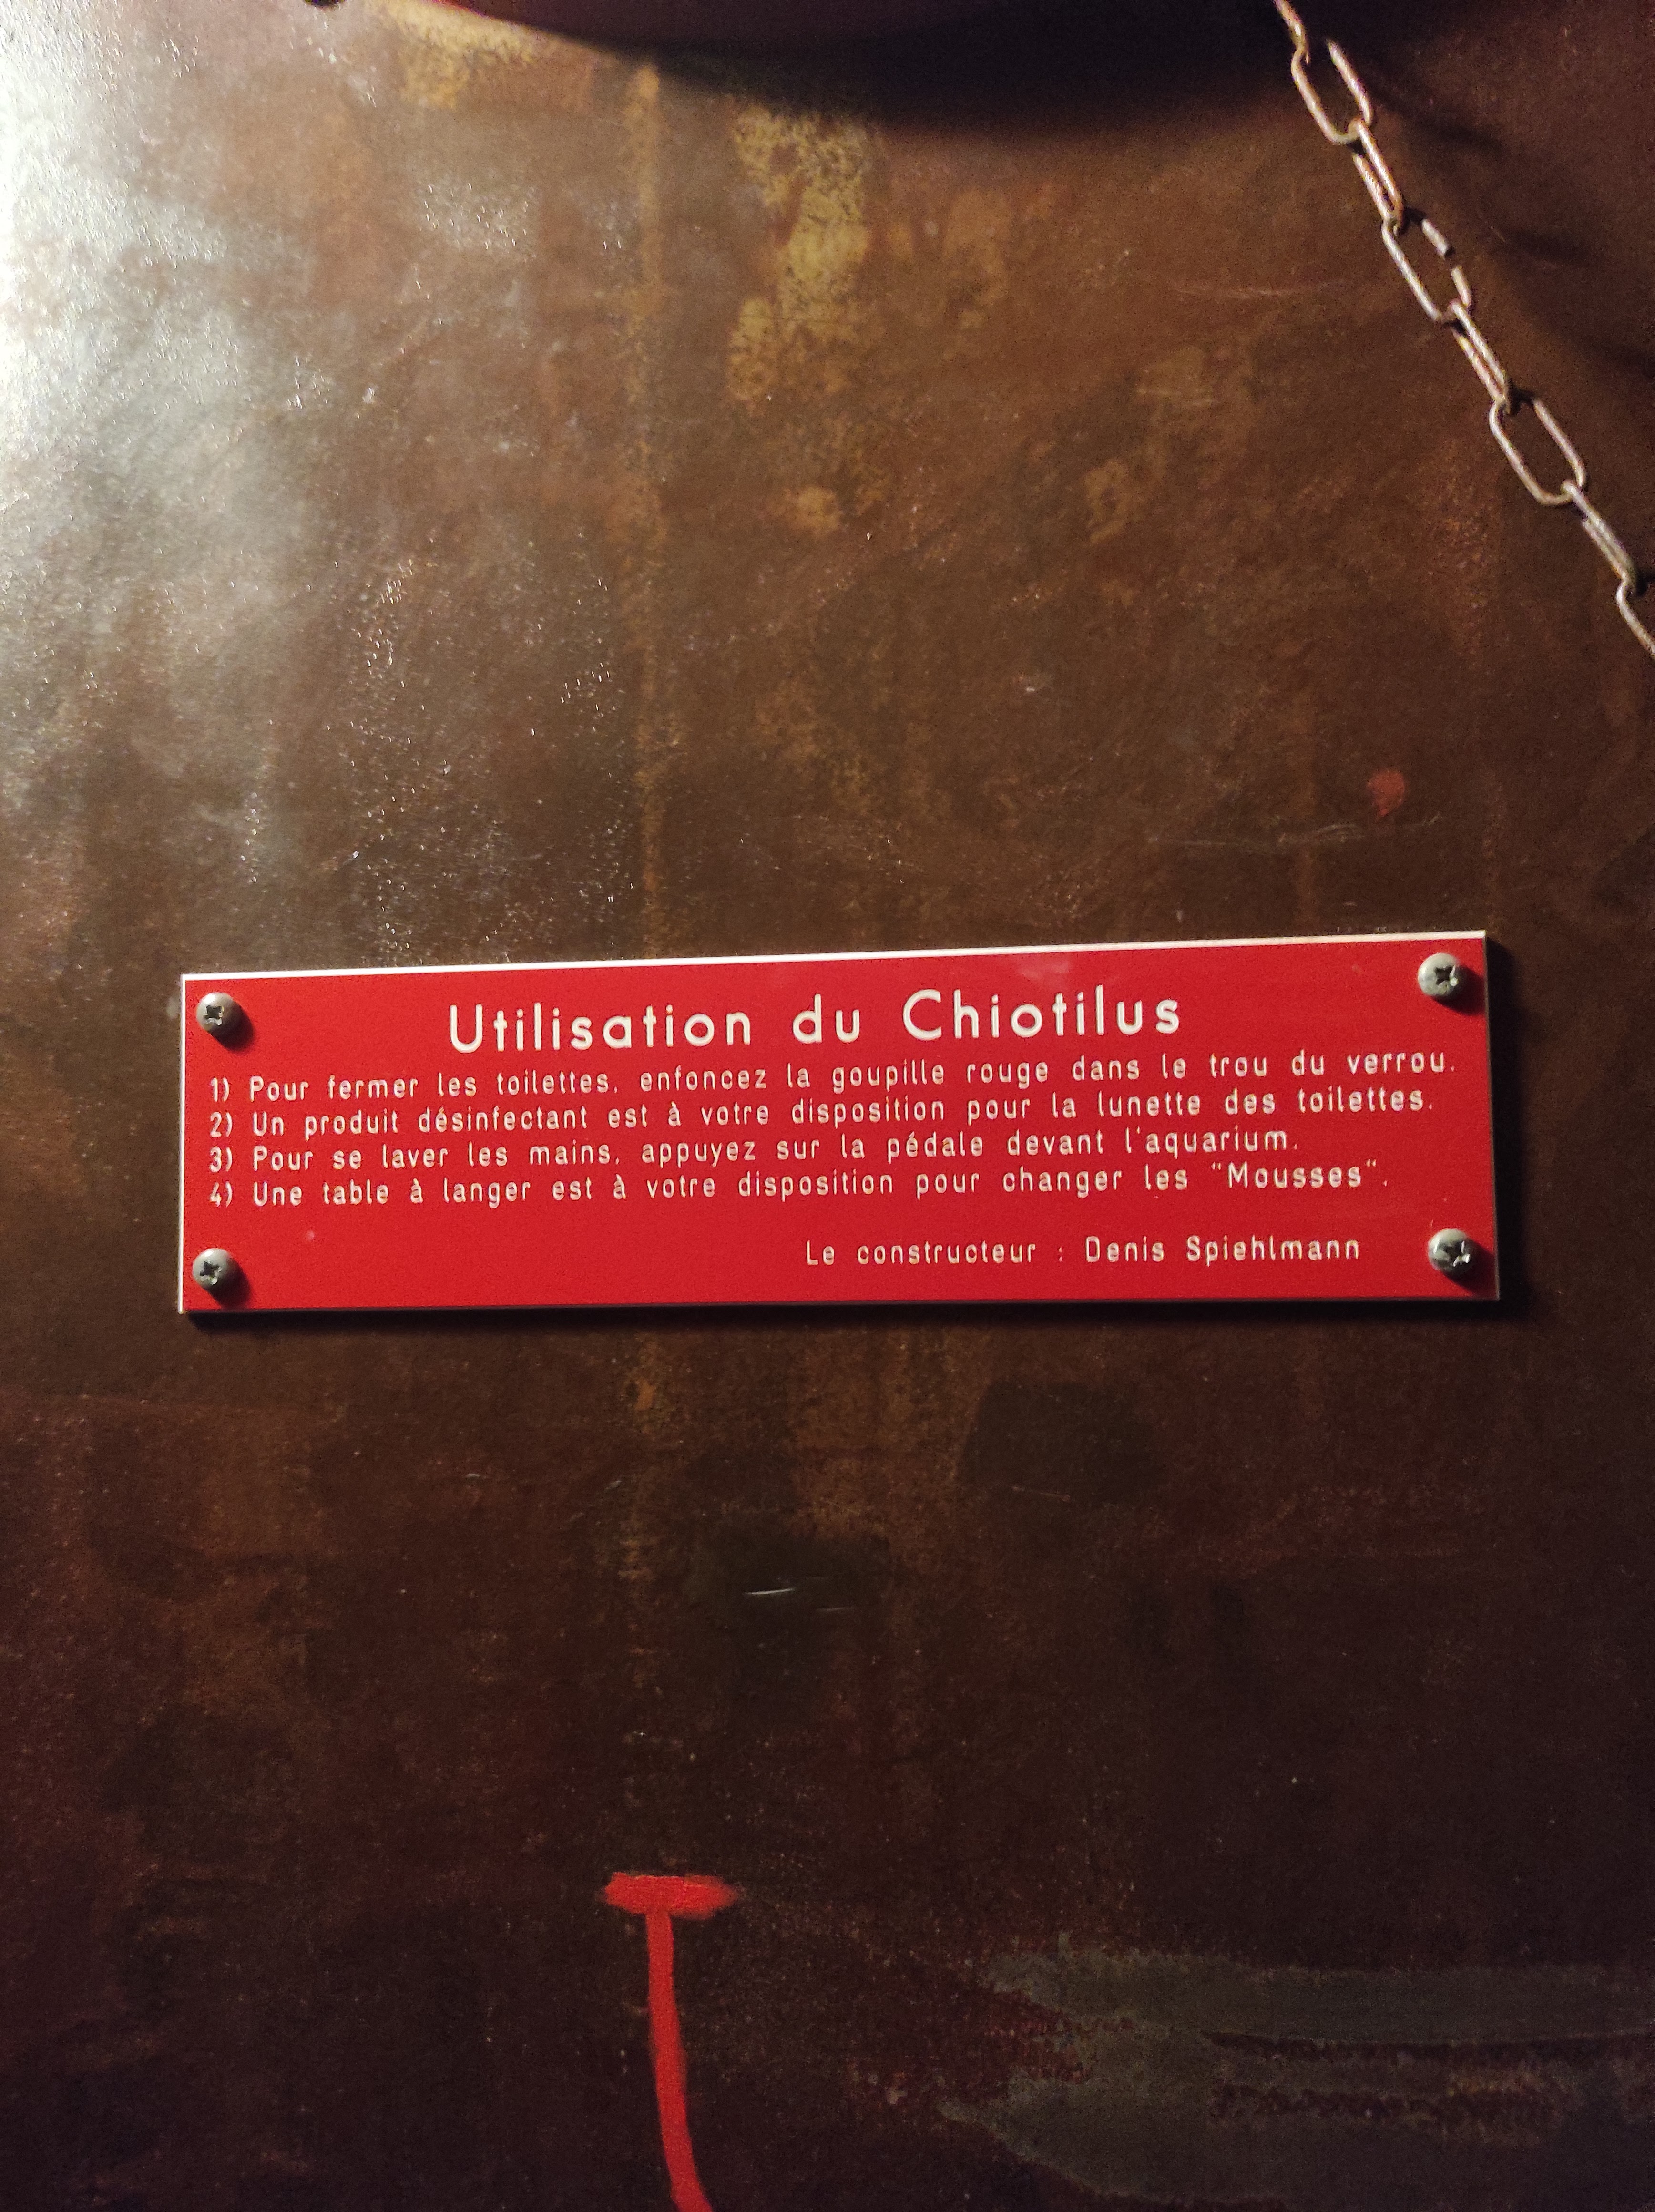 Utilisation du Chiotilus
1) Pour fermer les toilettes, enfoncez la goupille rouge dans le trou du verrou.
2) Un produit désinfectant est à votre disposition pour la lunette des toilettes.
3) Pour se laver les mains, appuyez sur la pédale devant l'aquarium.
4) Une table à langer est à votre disposition pour changer les "Mousses".
Le constructeur : Denis Spiehlmann